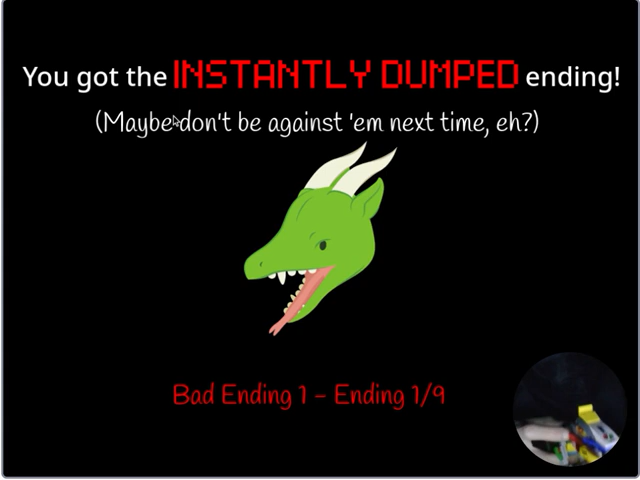 You got the INSTANTLY DUMPED ending!
(Maybe don't be against 'em next time, eh?)
Bad Ending 1 - Ending 1/9